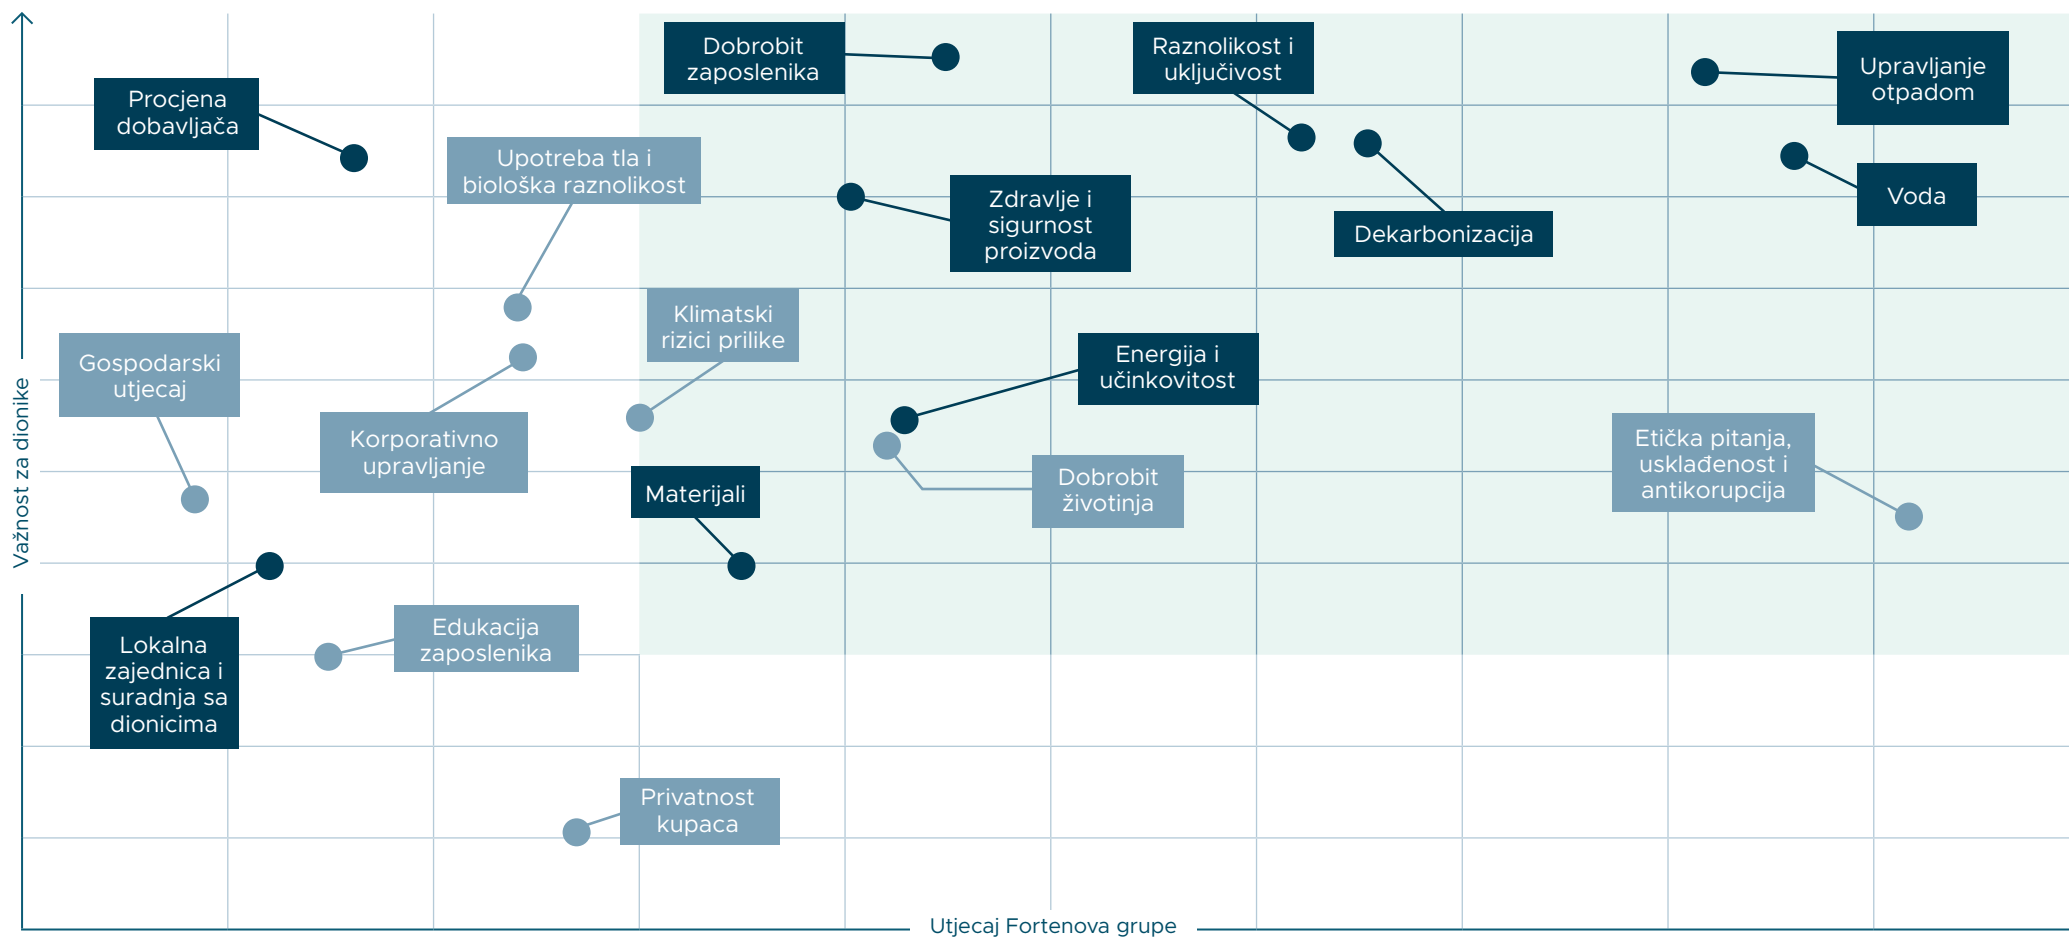 Dobrobit
zaposlenika
Raznolikost i
uključivost
Upravljanje
otpadom
Procjena
dobavljača
Upotreba tla i
biološka raznolikost
Zdravlje i
sigurnost
proizvoda
Voda
Dekarbonizacija
Klimatski
rizici prilike
Gospodarski
utjecaj
Energija i
učinkovitost
Korporativno
upravljanje
Etička pitanja,
usklađenost i
antikorupcija
Materijali
Dobrobit
životinja
Važnost za dionike
Lokalna
zajednica i
suradnja sa
dionicima
Edukacija
zaposlenika
Privatnost
kupaca
Utjecaj Fortenova grupe